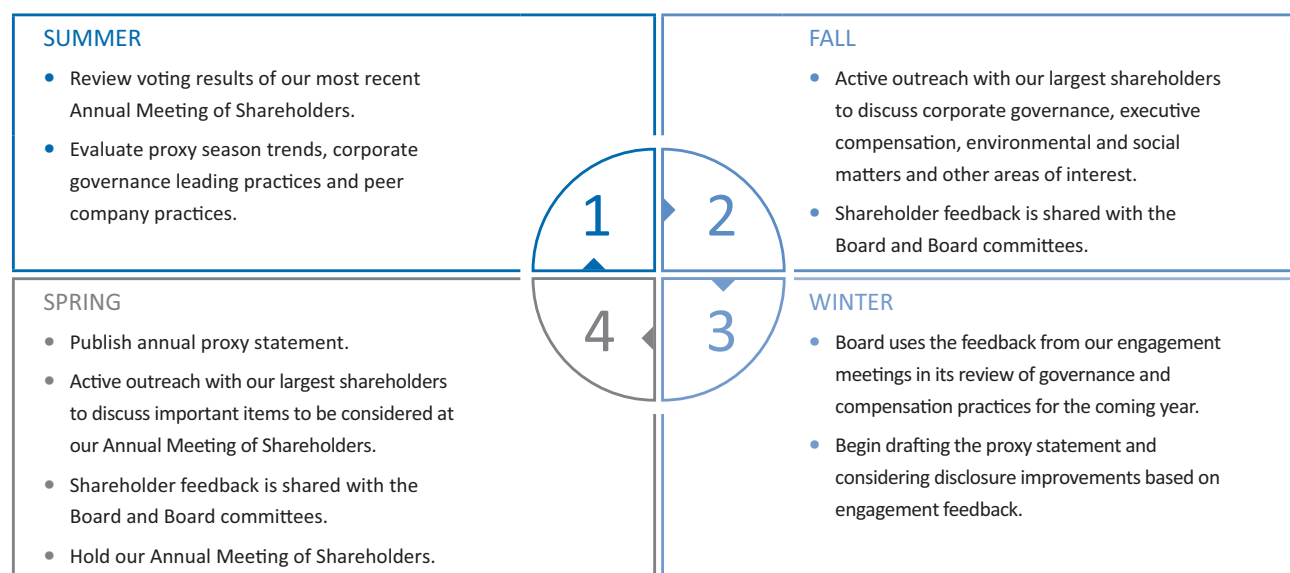 SUMMER
• Review voting results of our most recent
Annual Meeting of Shareholders.
• Evaluate proxy season trends, corporate
governance leading practices and peer
company practices.
1
FALL
• Active outreach with our largest shareholders
to discuss corporate governance, executive
compensation, environmental and social
matters and other areas of interest.
• Shareholder feedback is shared with the
Board and Board committees.
2
WINTER
• Board uses the feedback from our engagement
meetings in its review of governance and
compensation practices for the coming year.
• Begin drafting the proxy statement and
considering disclosure improvements based on
engagement feedback.
3
SPRING
• Publish annual proxy statement.
• Active outreach with our largest shareholders
to discuss important items to be considered at
our Annual Meeting of Shareholders.
• Shareholder feedback is shared with the
Board and Board committees.
• Hold our Annual Meeting of Shareholders.
4